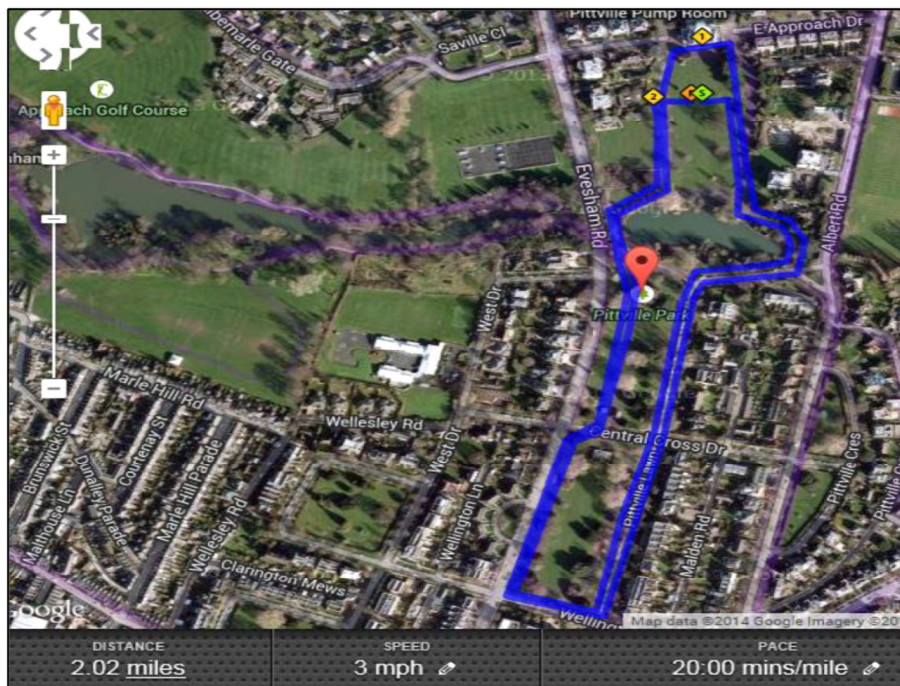 Pittville Pump Room
E Approach Dr
Albemarle Gate
Saville Cl
1
Approach Golf Course
2
S
Evesham Rd
Albert Rd
Pittville Park
West Dr
Marle Hill Rd
Wellesley Rd
Central Cross Dr
Brunswick St
Courtenay St
Dunalley Parade
Marle Hill Parade
Malthouse Ln
Wellesley Rd
West Dr
Wellington Ln
Pittville Lawn
Malden Rd
Pittville Cres
Clarington Mews
Google
Map data ©2014 Google Imagery ©20
DISTANCE SPEED PACE
2.02 miles 3 mph 20:00 mins/mile